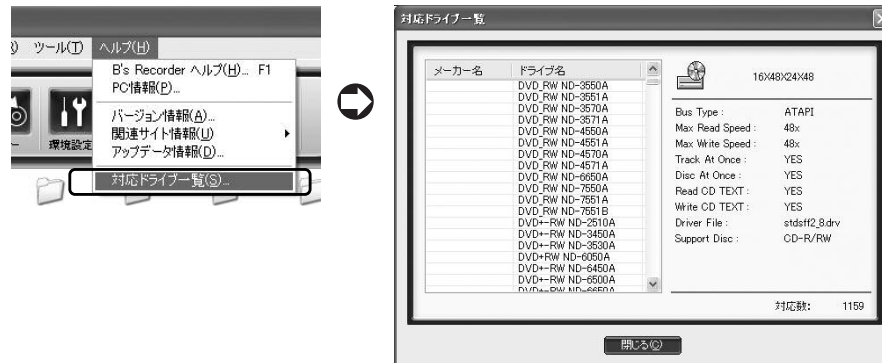 ツール(T) ヘルプ(H)
B's Recorder ヘルプ(H)... F1
PC情報(P)...
バージョン情報(A)...
関連サイト情報(U)
アップデータ情報(D)...
対応ドライブ一覧(S)...
環境設定
対応ドライブ一覧
メーカー名 ドライブ名
DVD_RW ND-3550A
DVD_RW ND-3551A
DVD_RW ND-3570A
DVD_RW ND-3571A
DVD_RW ND-4550A
DVD_RW ND-4551A
DVD_RW ND-4570A
DVD_RW ND-4571A
DVD_RW ND-6650A
DVD_RW ND-7550A
DVD_RW ND-7551A
DVD_RW ND-7551B
DVD+-RW ND-2510A
DVD+-RW ND-3450A
DVD+-RW ND-3530A
DVD+RW ND-6050A
DVD+-RW ND-6450A
DVD+-RW ND-6500A
DVD+-RW ND-6650A
16X48X24X48
Bus Type : ATAPI
Max Read Speed : 48x
Max Write Speed : 48x
Track At Once : YES
Disc At Once : YES
Read CD TEXT : YES
Write CD TEXT : YES
Driver File : stdsff2_8.drv
Support Disc : CD-R/RW
対応数: 1159
閉じる(C)